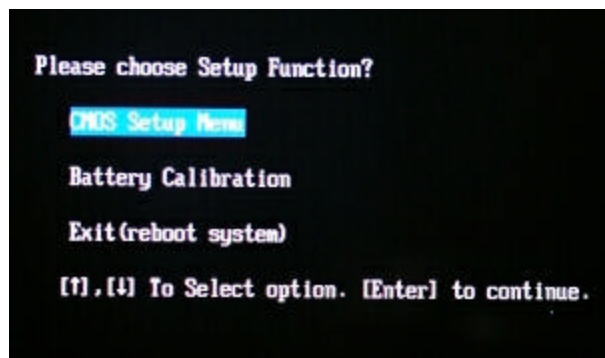 Please choose Setup Function?
CMOS Setup Menu
Battery Calibration
Exit(reboot system)
[↑],[↓] To Select option. [Enter] to continue.